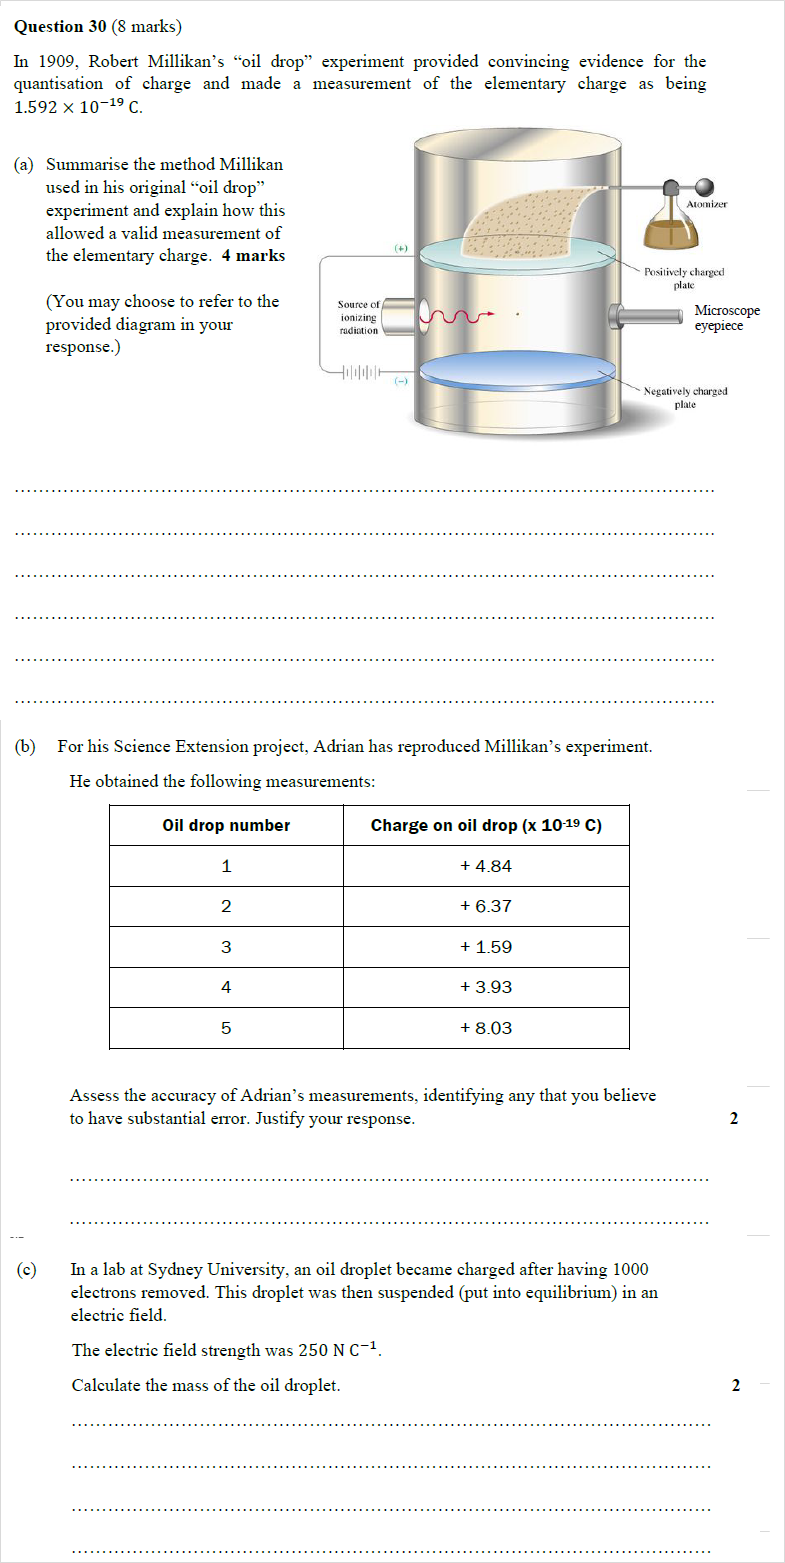 Question 30 (8 marks)
In 1909, Robert Millikan's “oil drop” experiment provided convincing evidence for the
quantisation of charge and made a measurement of the elementary charge as being
1.592 × 10⁻¹⁹ C.
(a) Summarise the method Millikan
used in his original “oil drop”
experiment and explain how this
allowed a valid measurement of
the elementary charge. 4 marks
(You may choose to refer to the
provided diagram in your
response.)
Atomizer
(+)
Positively charged
plate
Source of
ionizing
radiation
Microscope
eyepiece
(−)
Negatively charged
plate
(b) For his Science Extension project, Adrian has reproduced Millikan's experiment.
He obtained the following measurements:
Oil drop number Charge on oil drop (x 10⁻¹⁹ C)
1 + 4.84
2 + 6.37
3 + 1.59
4 + 3.93
5 + 8.03
Assess the accuracy of Adrian's measurements, identifying any that you believe
to have substantial error. Justify your response. 2
(c) In a lab at Sydney University, an oil droplet became charged after having 1000
electrons removed. This droplet was then suspended (put into equilibrium) in an
electric field.
The electric field strength was 250 N C⁻¹.
Calculate the mass of the oil droplet. 2